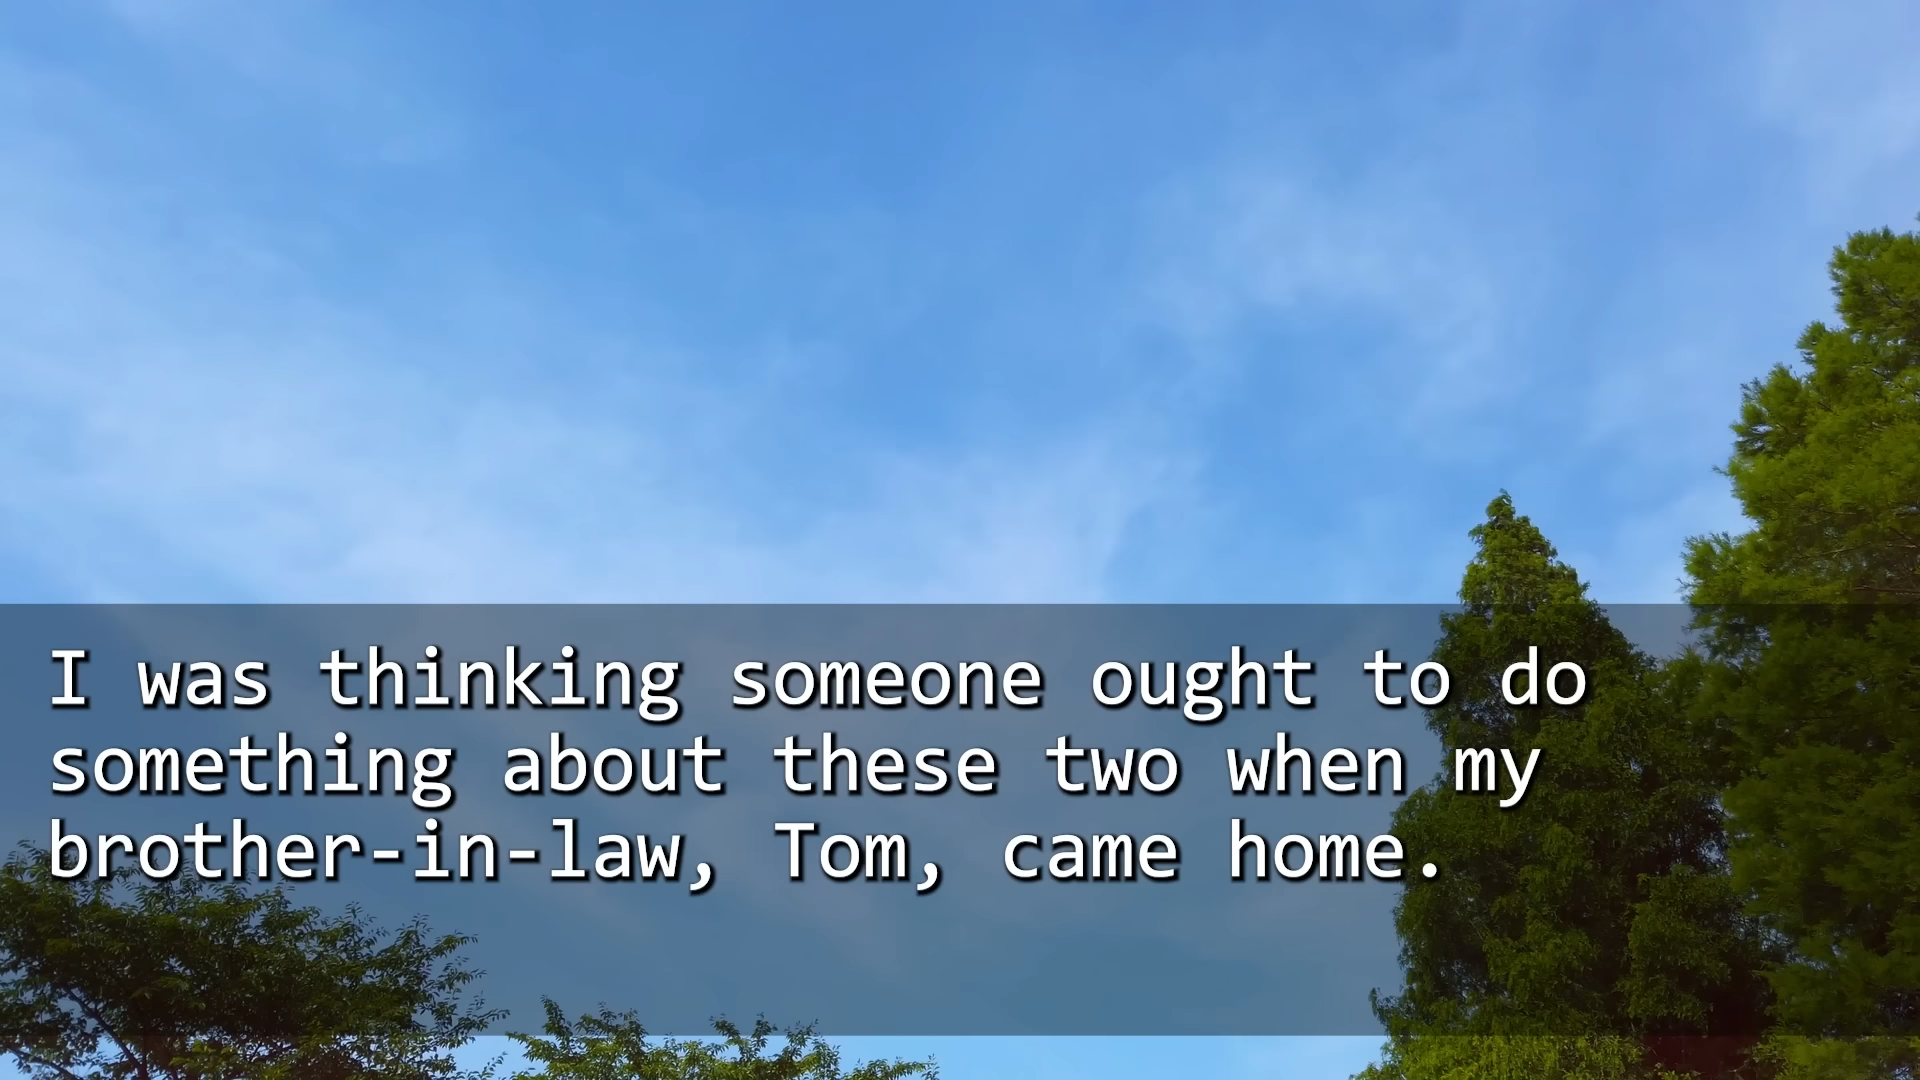 I was thinking someone ought to do
something about these two when my
brother-in-law, Tom, came home.